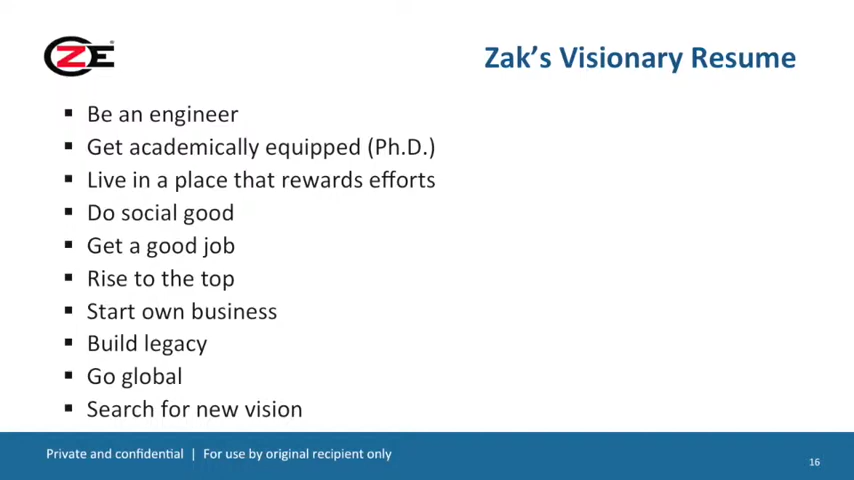 OZE®
Zak's Visionary Resume
▪ Be an engineer
▪ Get academically equipped (Ph.D.)
▪ Live in a place that rewards efforts
▪ Do social good
▪ Get a good job
▪ Rise to the top
▪ Start own business
▪ Build legacy
▪ Go global
▪ Search for new vision
Private and confidential | For use by original recipient only
16